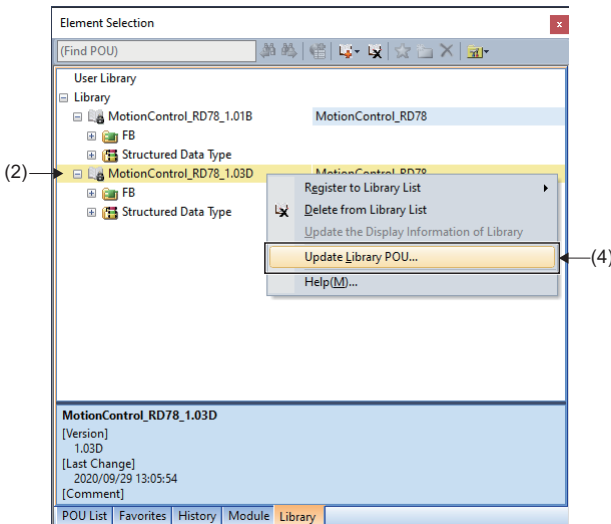 Element Selection
x
(Find POU)
User Library
Library
MotionControl_RD78_1.01B MotionControl_RD78
FB
Structured Data Type
(2) MotionControl_RD78_1.03D MotionControl_RD78
FB
Structured Data Type
Register to Library List
Delete from Library List
Update the Display Information of Library
Update Library POU... (4)
Help(M)...
MotionControl_RD78_1.03D
[Version]
1.03D
[Last Change]
2020/09/29 13:05:54
[Comment]
POU List Favorites History Module Library